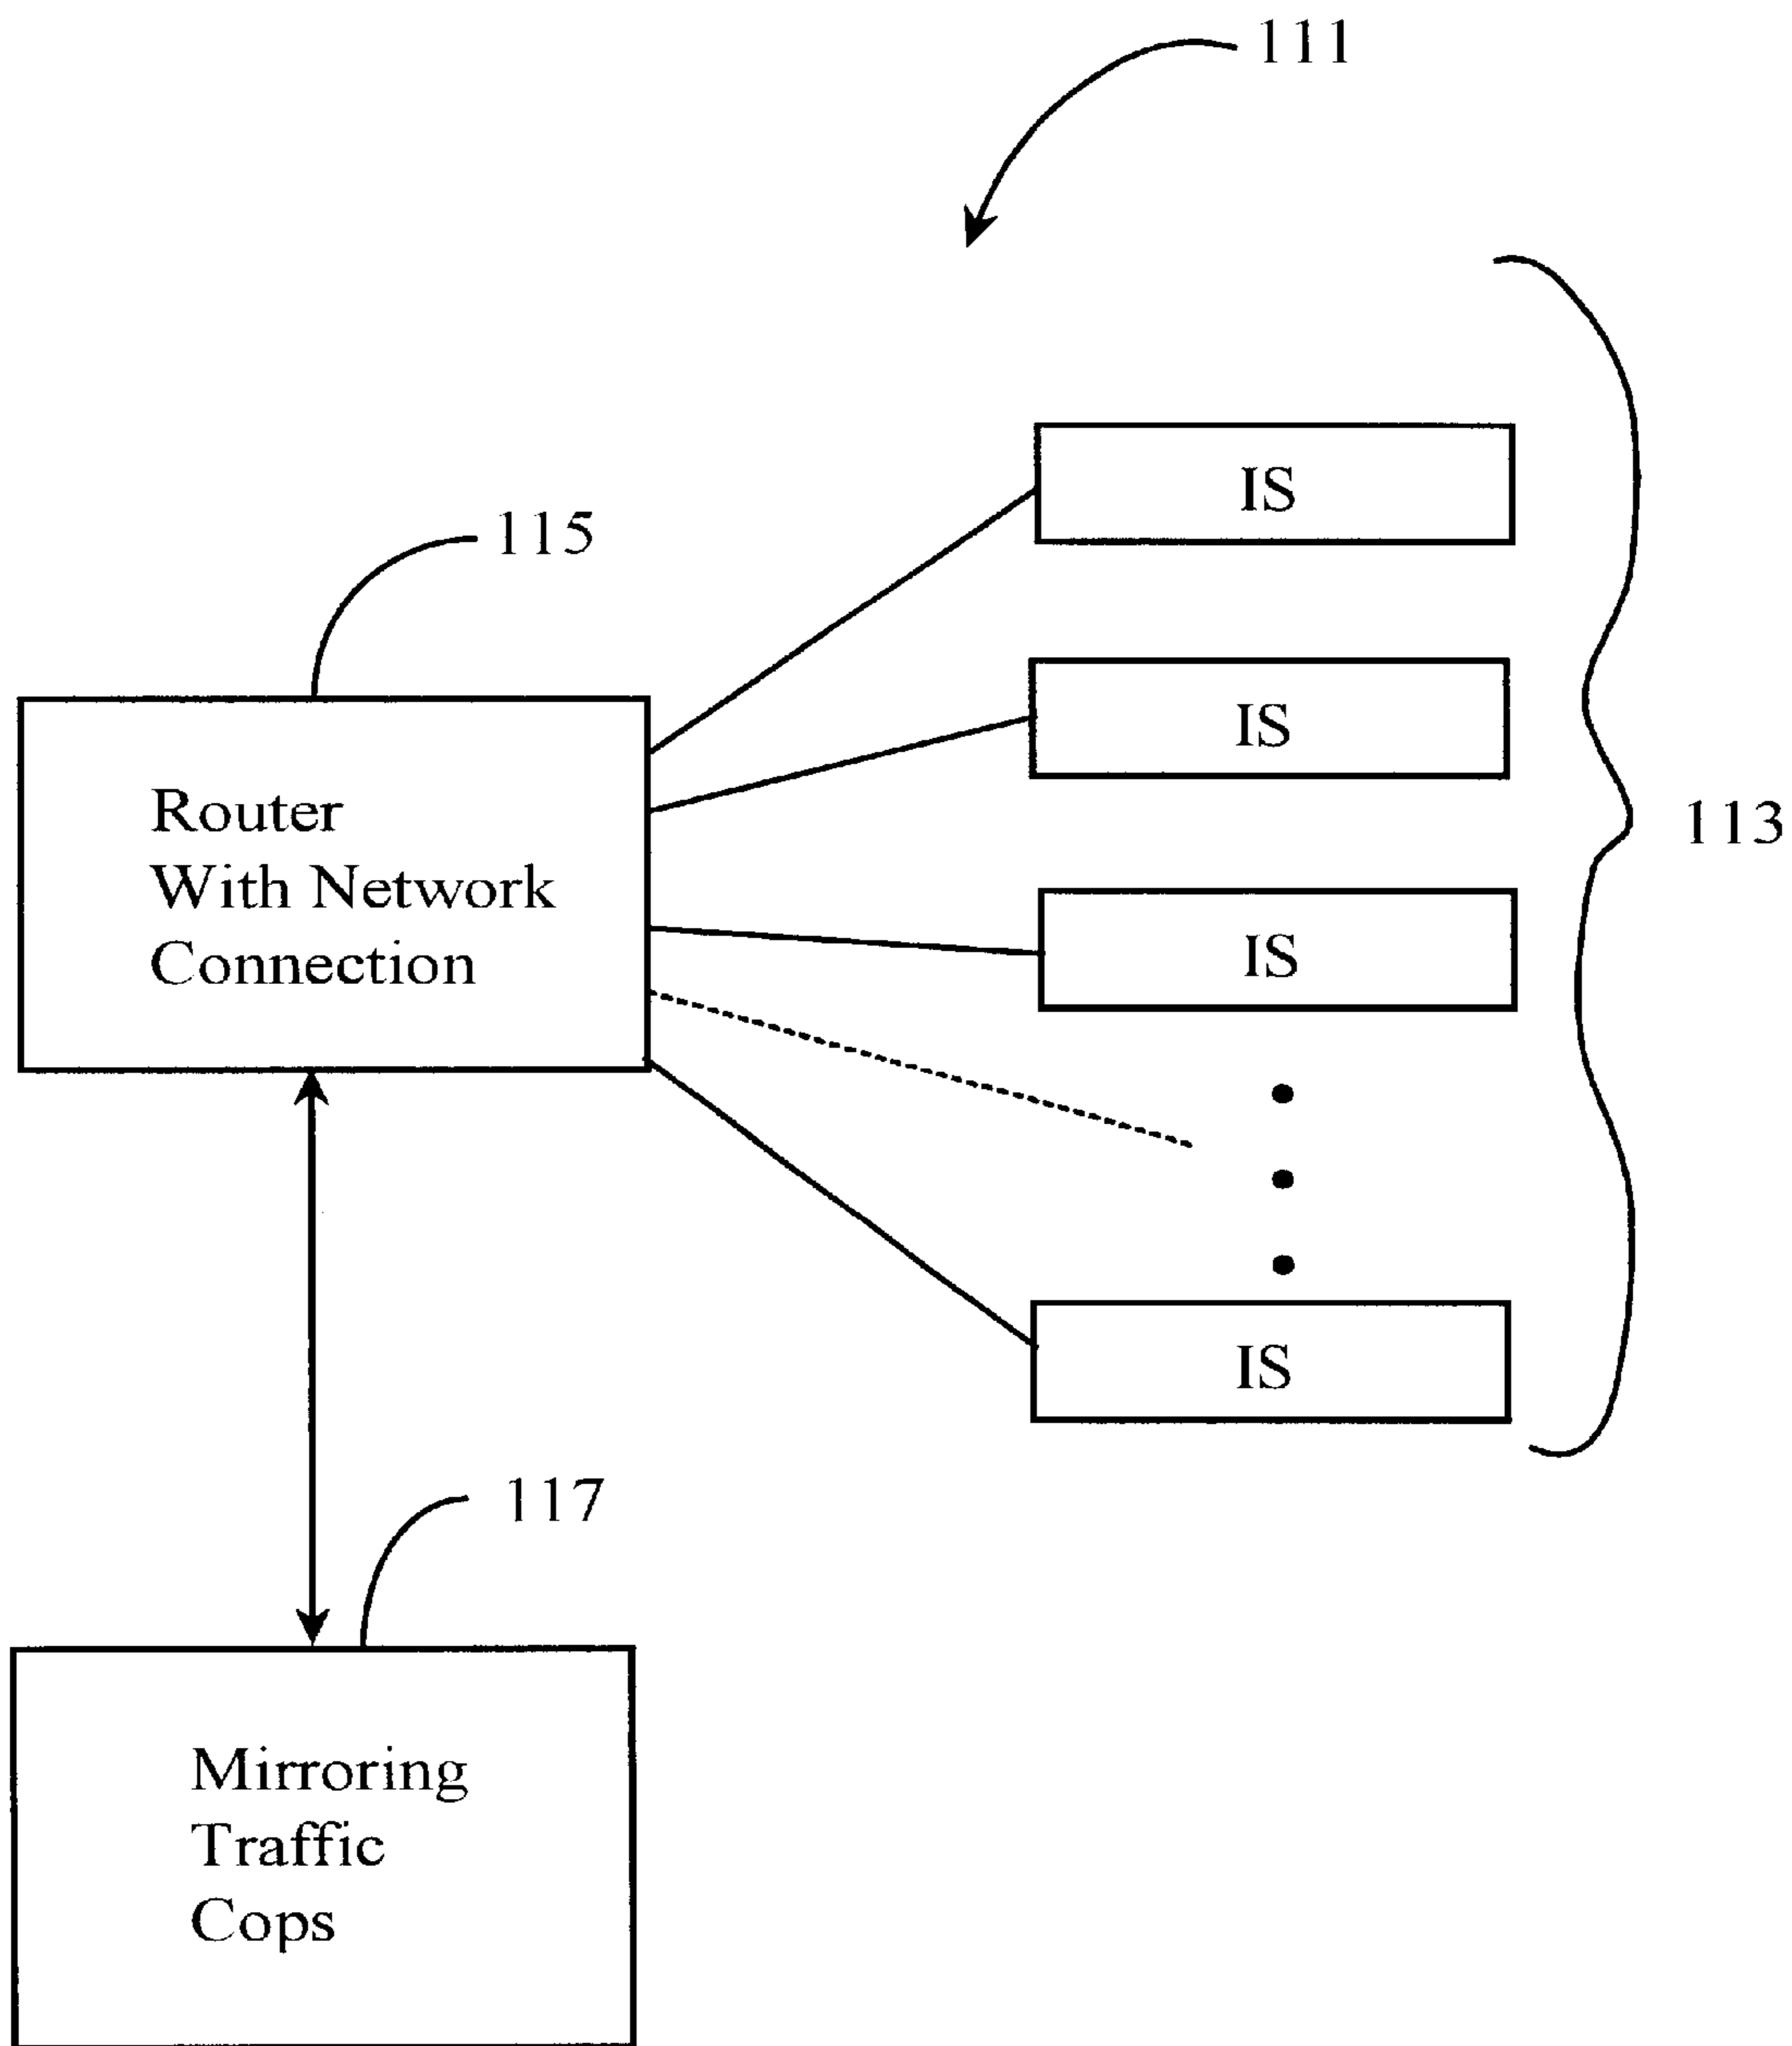 111
IS
115
IS
113
Router
With Network
Connection
IS
IS
117
Mirroring
Traffic
Cops